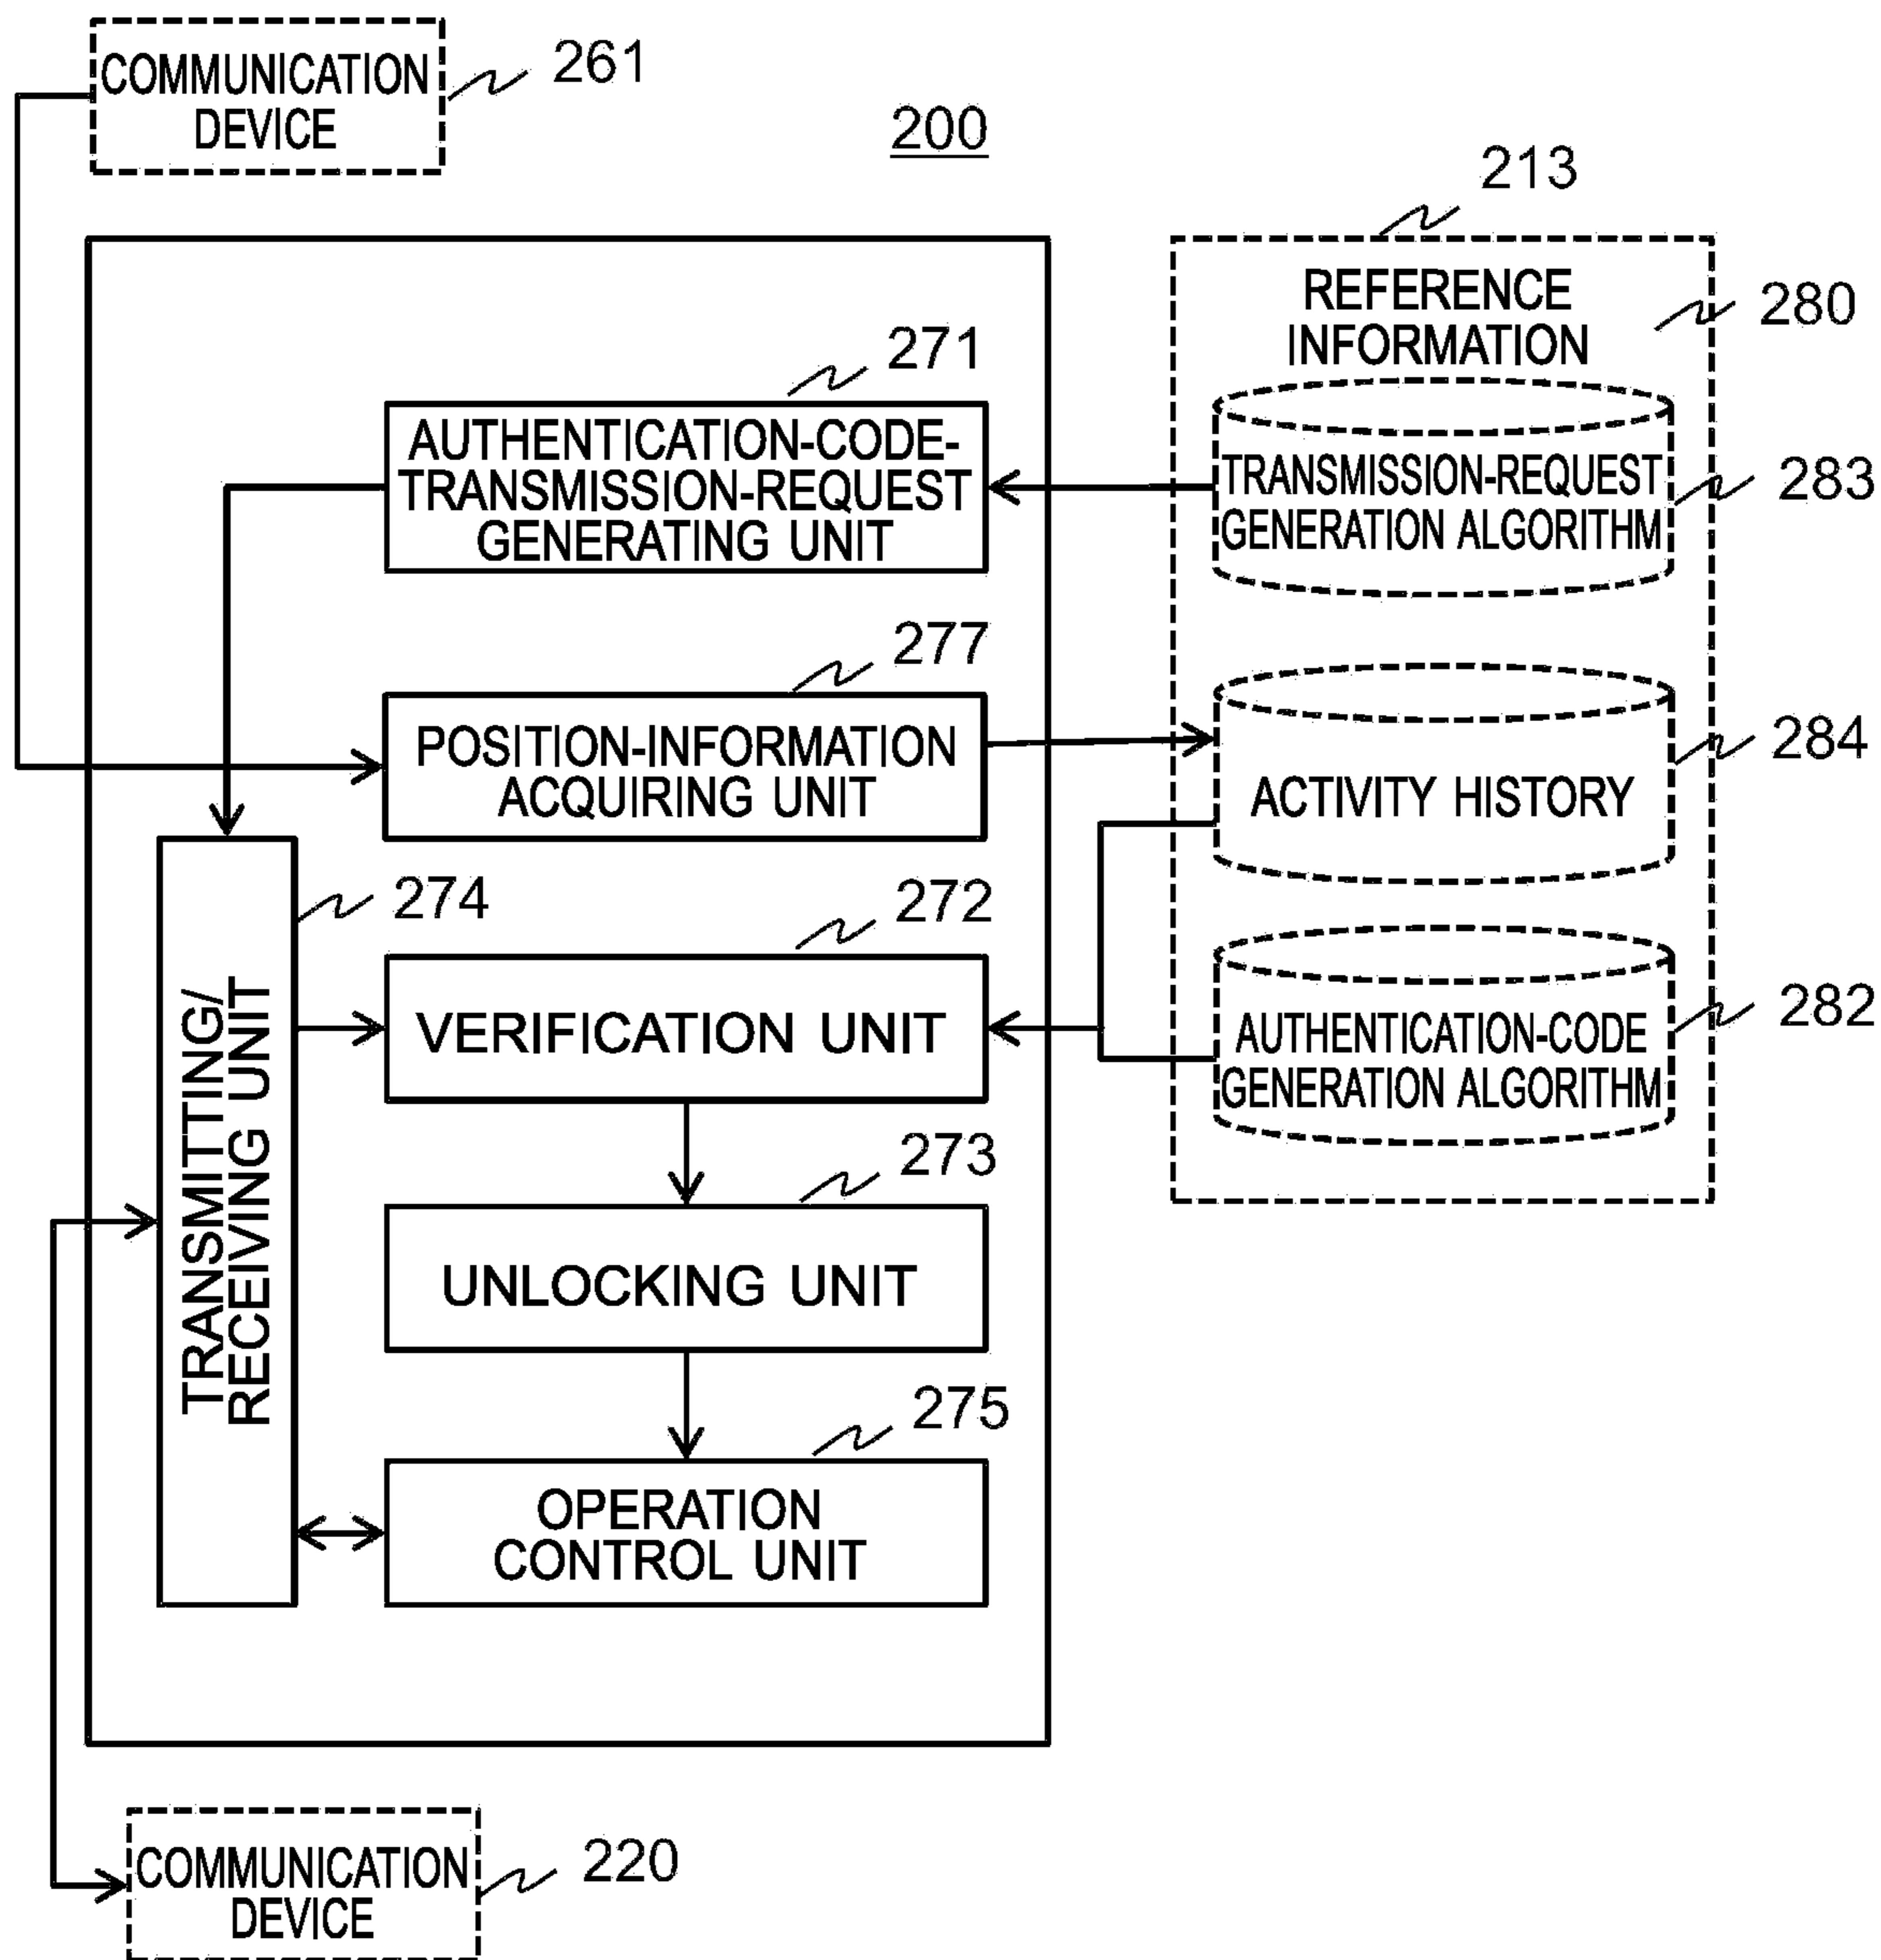 COMMUNICATION
DEVICE
261
200
213
REFERENCE
INFORMATION
280
271
AUTHENTICATION-CODE-
TRANSMISSION-REQUEST
GENERATING UNIT
TRANSMISSION-REQUEST
GENERATION ALGORITHM
283
277
POSITION-INFORMATION
ACQUIRING UNIT
284
ACTIVITY HISTORY
274
272
TRANSMITTING/
RECEIVING UNIT
VERIFICATION UNIT
AUTHENTICATION-CODE
GENERATION ALGORITHM
282
273
UNLOCKING UNIT
275
OPERATION
CONTROL UNIT
COMMUNICATION
DEVICE
220